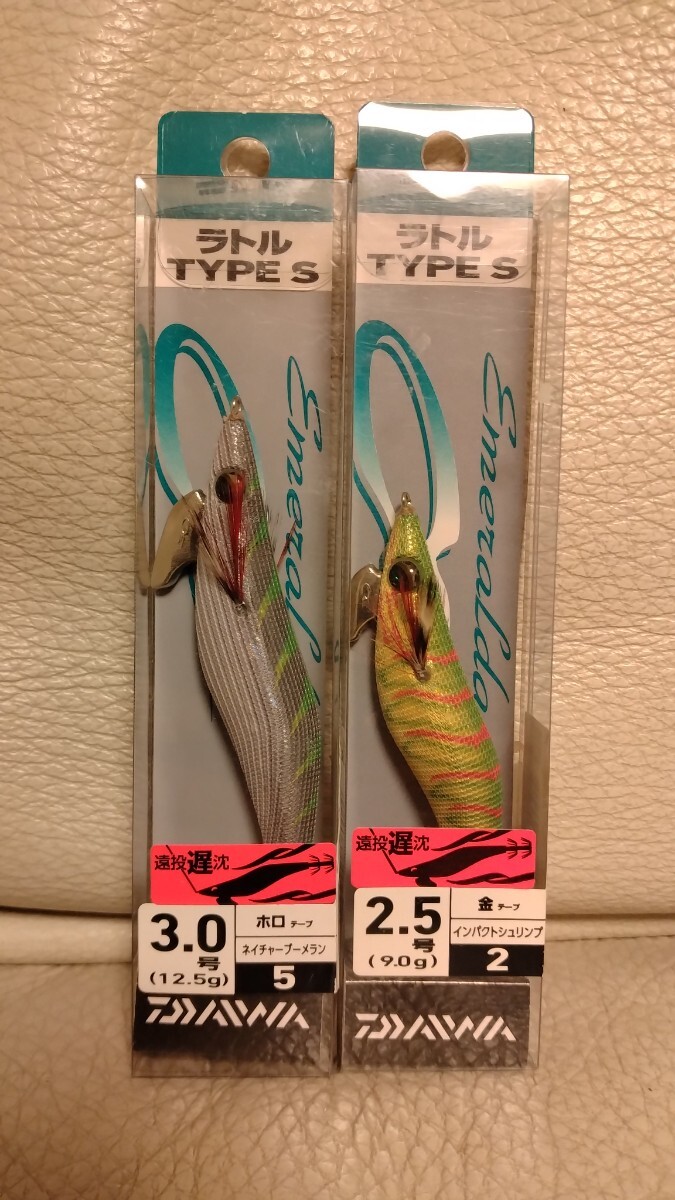 ラトル
TYPE S
Emeraldas
遠投遅沈
3.0
号
(12.5g)
ホロ テープ
ネイチャーブーメラン
5
DAIWA
ラトル
TYPE S
Emeraldo
遠投遅沈
2.5
号
(9.0g)
金 テープ
インパクトシュリンプ
2
DAIWA